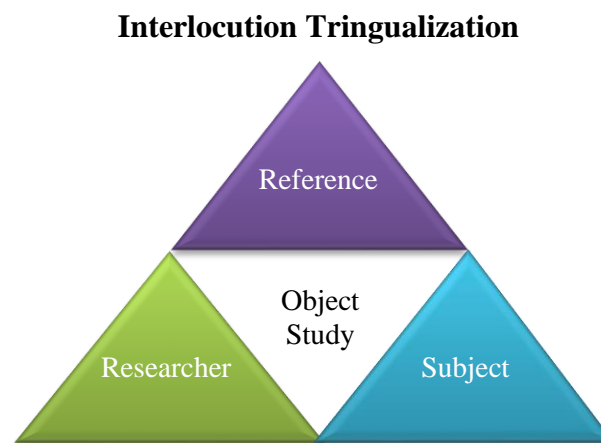 Interlocution Tringualization
Reference
Object
Study
Researcher
Subject